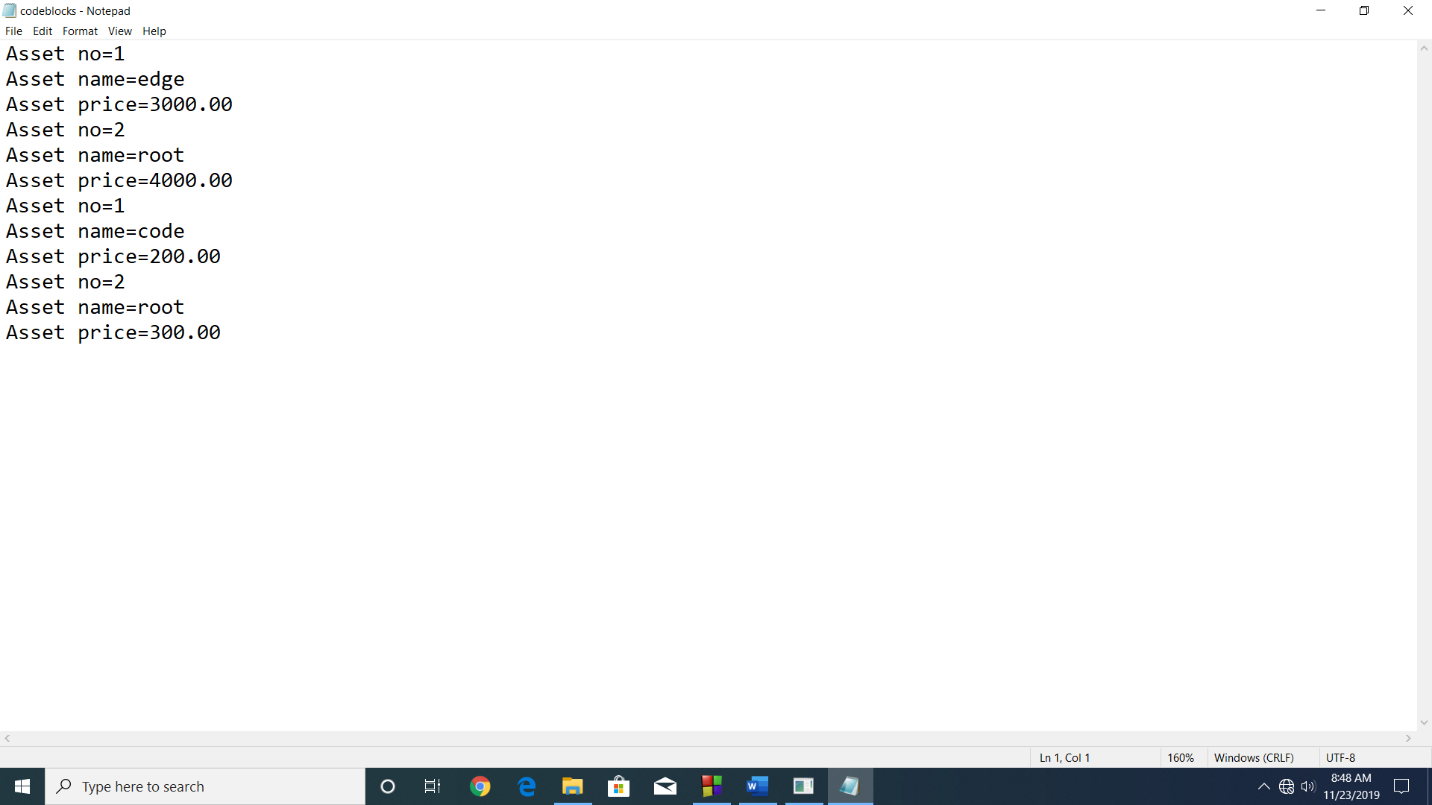 codeblocks - Notepad
File Edit Format View Help
Asset no=1
Asset name=edge
Asset price=3000.00
Asset no=2
Asset name=root
Asset price=4000.00
Asset no=1
Asset name=code
Asset price=200.00
Asset no=2
Asset name=root
Asset price=300.00
Ln 1, Col 1 160% Windows (CRLF) UTF-8
Type here to search
8:48 AM
11/23/2019